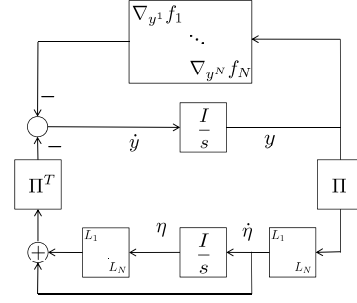 ∇_{y^1} f_1
⋱
∇_{y^N} f_N
−
I/s
ẏ
y
−
Π^T
Π
L_1
L_N
η
I/s
η̇
L_1
L_N
+